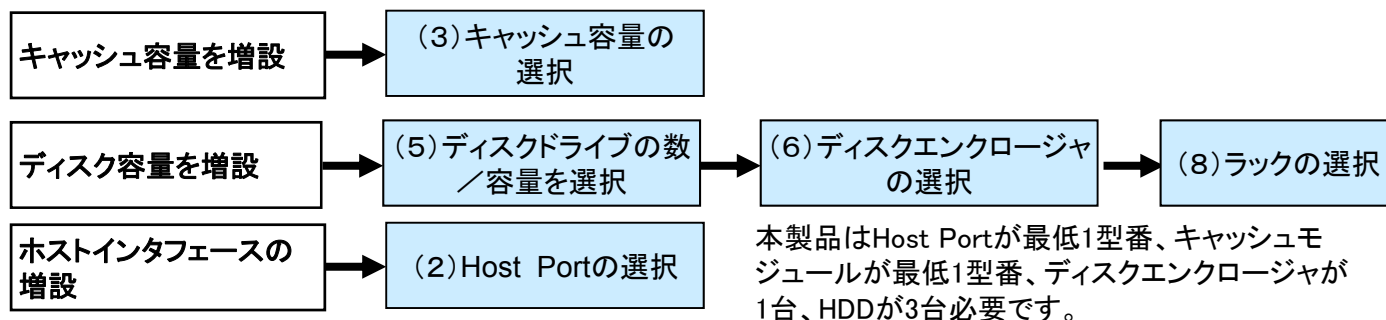 キャッシュ容量を増設
(3)キャッシュ容量の
選択
ディスク容量を増設
(5)ディスクドライブの数
/容量を選択
(6)ディスクエンクロージャ
の選択
(8)ラックの選択
ホストインタフェースの
増設
(2)Host Portの選択
本製品はHost Portが最低1型番、キャッシュモ
ジュールが最低1型番、ディスクエンクロージャが
1台、HDDが3台必要です。